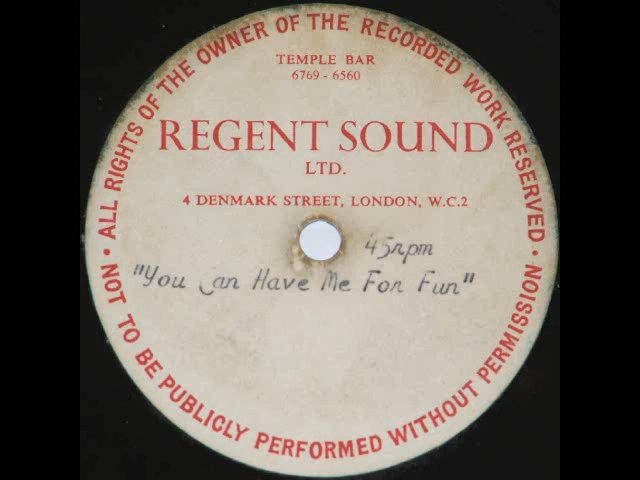 ALL RIGHTS OF THE OWNER OF THE RECORDED WORK RESERVED
TEMPLE BAR
6769 - 6560
REGENT SOUND
LTD.
4 DENMARK STREET, LONDON, W.C.2
45rpm
"You Can Have Me For Fun"
• NOT TO BE PUBLICLY PERFORMED WITHOUT PERMISSION •